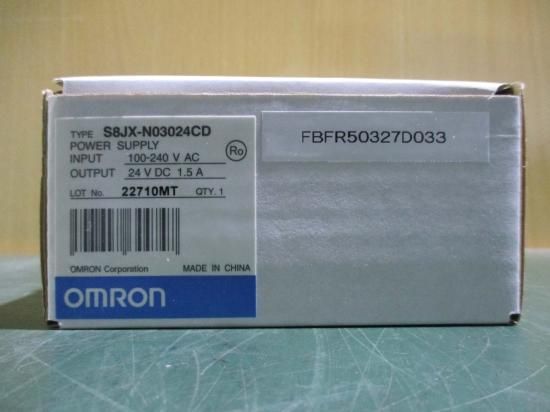 TYPE S8JX-N03024CD
POWER SUPPLY
INPUT 100-240 V AC
OUTPUT 24 V DC 1.5 A
Ro
LOT No. 22710MT QTY. 1
OMRON Corporation MADE IN CHINA
OMRON
FBFR50327D033